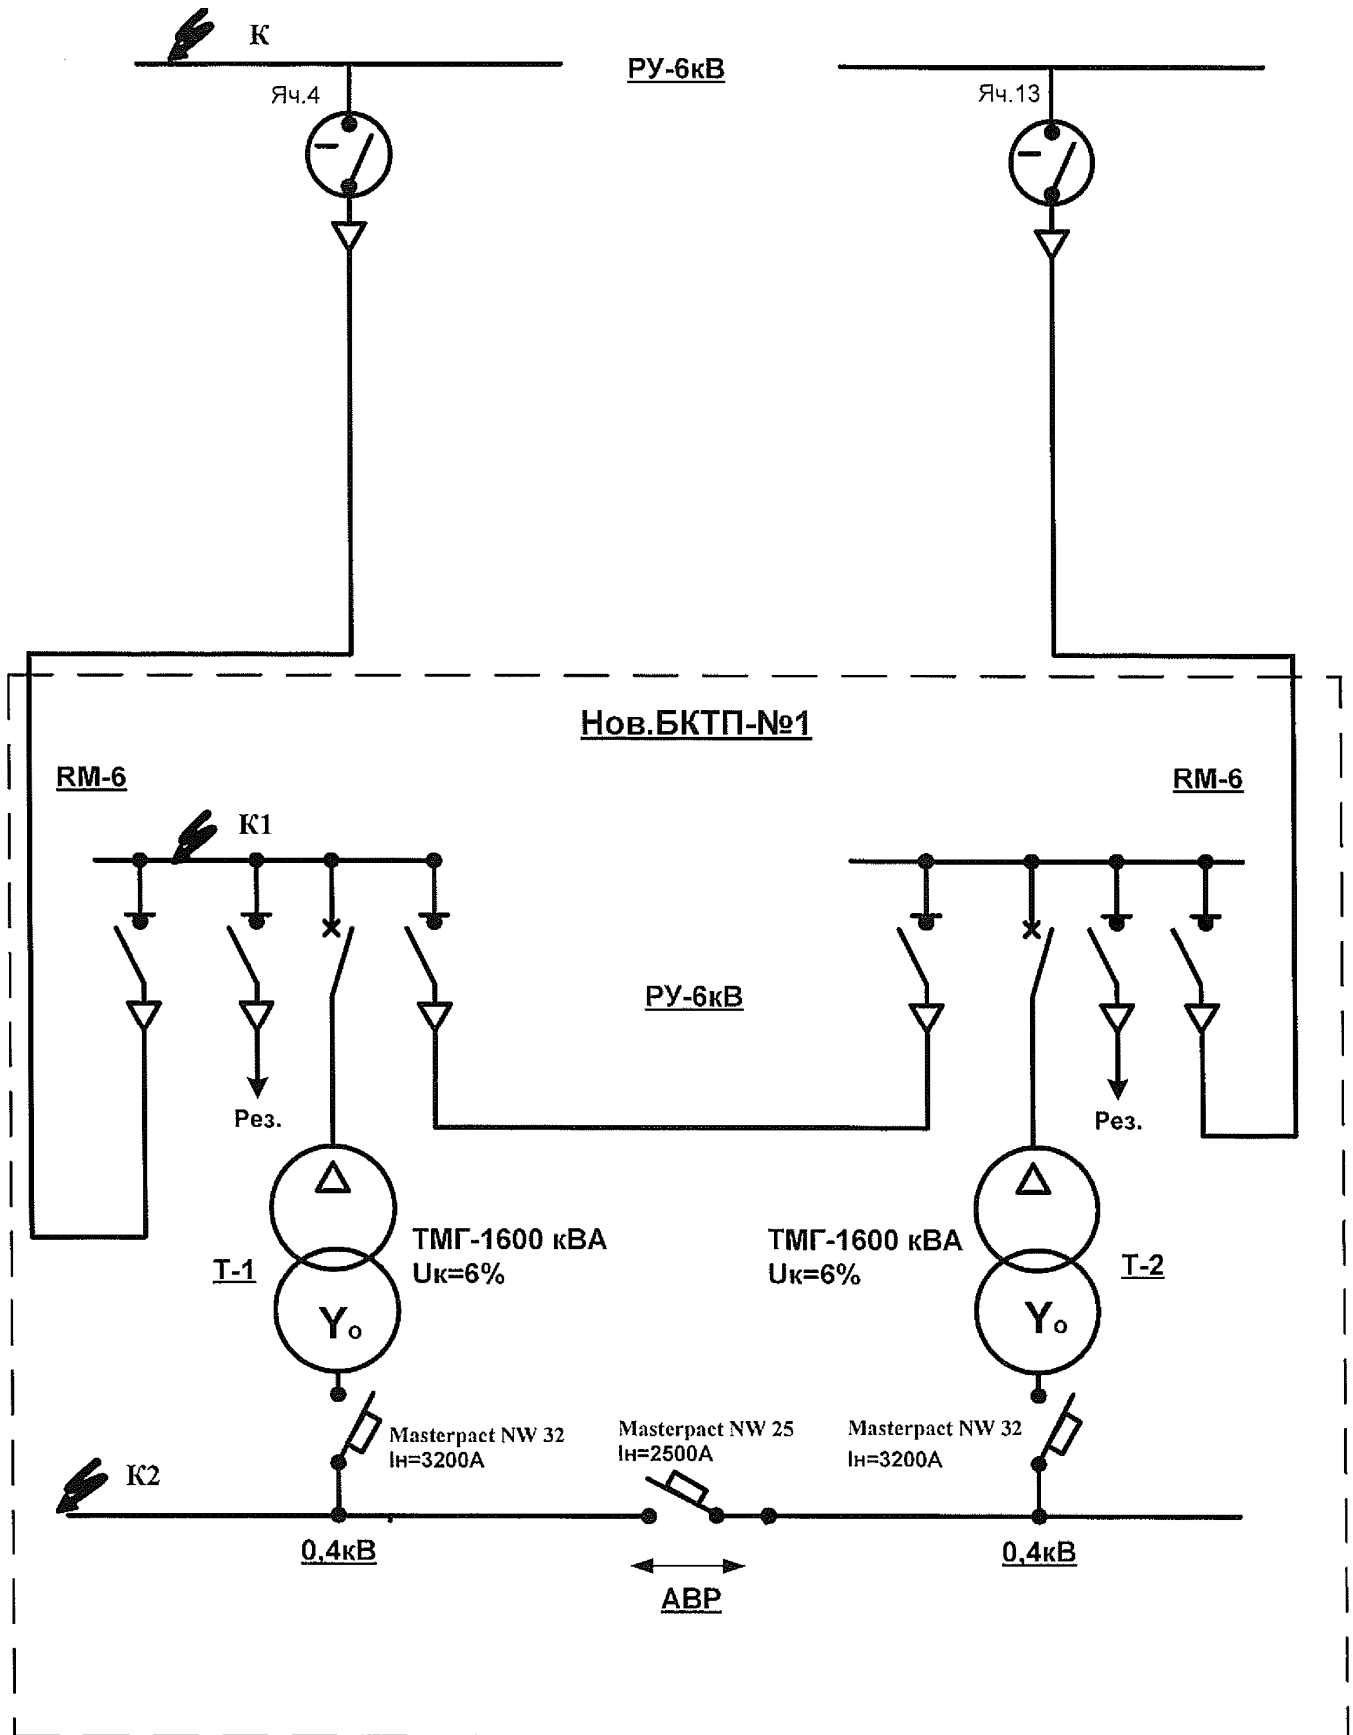 К
РУ-6кВ
Яч.4
Яч.13
Нов.БКТП-№1
RM-6
RM-6
К1
РУ-6кВ
Рез.
Рез.
Т-1
ТМГ-1600 кВА
Uк=6%
ТМГ-1600 кВА
Uк=6%
Т-2
Yо
Yо
Masterpact NW 32
Iн=3200А
Masterpact NW 25
Iн=2500А
Masterpact NW 32
Iн=3200А
К2
0,4кВ
0,4кВ
АВР